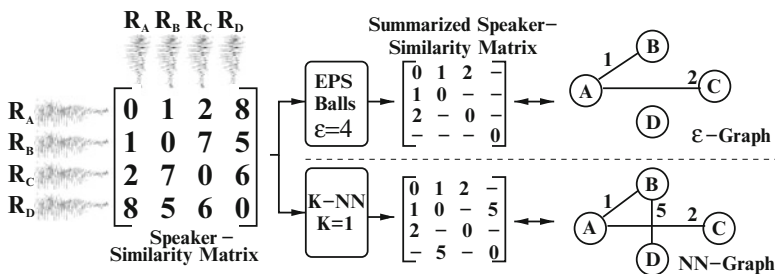 R_A R_B R_C R_D
R_A 0 1 2 8
R_B 1 0 7 5
R_C 2 7 0 6
R_D 8 5 6 0
Speaker –
Similarity Matrix
EPS
Balls
ε=4
K–NN
K=1
Summarized Speaker–
Similarity Matrix
0 1 2 –
1 0 – –
2 – 0 –
– – – 0
0 1 2 –
1 0 – 5
2 – 0 –
– 5 – 0
B
1
2
A
C
D
ε–Graph
B
1
5
2
A
C
D
NN–Graph